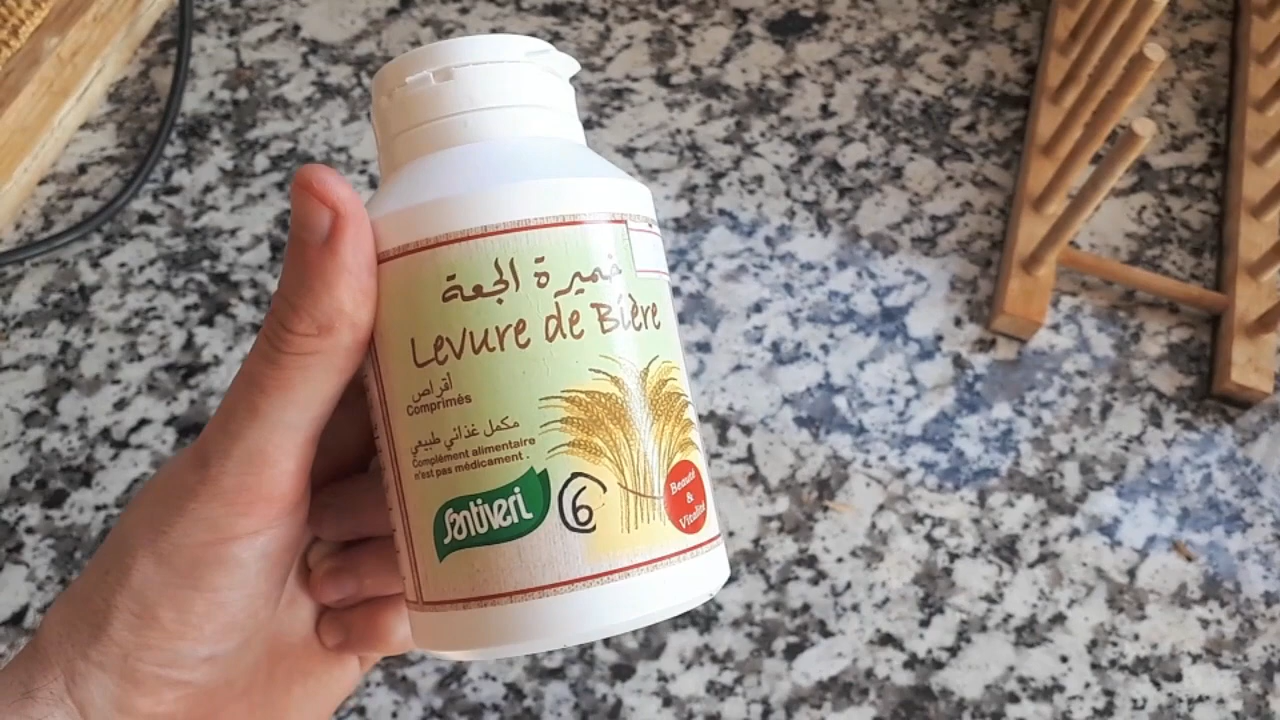 خميرة الجعة
Levure de Bière
أقراص
Comprimés
مكمل غذائي طبيعي
Complément alimentaire
n'est pas médicament.
Santiveri
6
Beauté
&
Vitalité